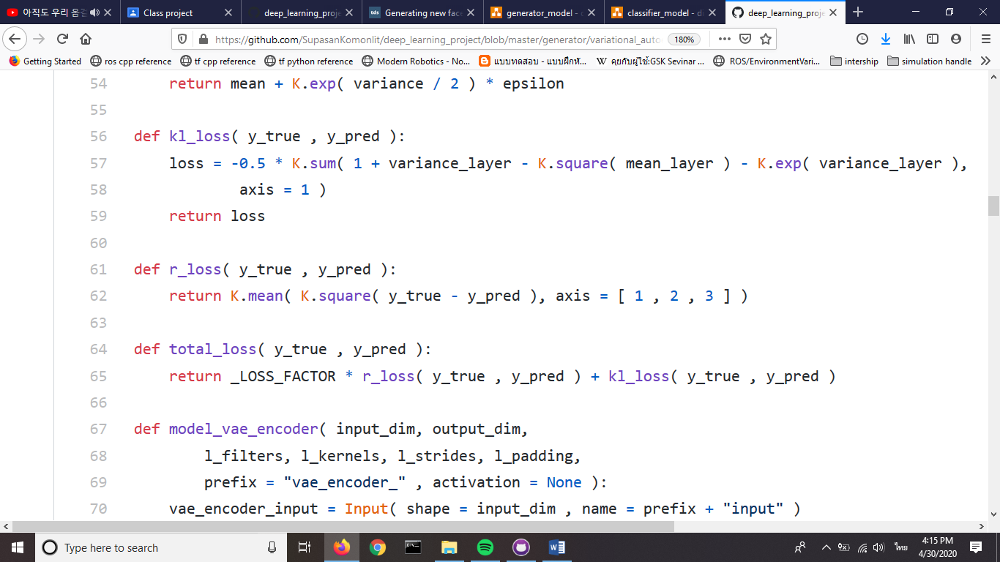 아직도 우리 옴
Class project
deep_learning_proje
Generating new face
generator_model - d
classifier_model - di
deep_learning_proje
https://github.com/SupasanKomonlit/deep_learning_project/blob/master/generator/variational_auto
180%
Getting Started
ros cpp reference
tf cpp reference
tf python reference
Modern Robotics - No...
แบบทดสอบ - แบบฝึกหั...
คุยกับผู้ใช้:GSK Sevinar ...
ROS/EnvironmentVari...
intership
simulation handle
54 return mean + K.exp( variance / 2 ) * epsilon
55
56 def kl_loss( y_true , y_pred ):
57 loss = -0.5 * K.sum( 1 + variance_layer - K.square( mean_layer ) - K.exp( variance_layer ),
58 axis = 1 )
59 return loss
60
61 def r_loss( y_true , y_pred ):
62 return K.mean( K.square( y_true - y_pred ), axis = [ 1 , 2 , 3 ] )
63
64 def total_loss( y_true , y_pred ):
65 return _LOSS_FACTOR * r_loss( y_true , y_pred ) + kl_loss( y_true , y_pred )
66
67 def model_vae_encoder( input_dim, output_dim,
68 l_filters, l_kernels, l_strides, l_padding,
69 prefix = "vae_encoder_" , activation = None ):
70 vae_encoder_input = Input( shape = input_dim , name = prefix + "input" )
Type here to search
ไทย
4:15 PM
4/30/2020